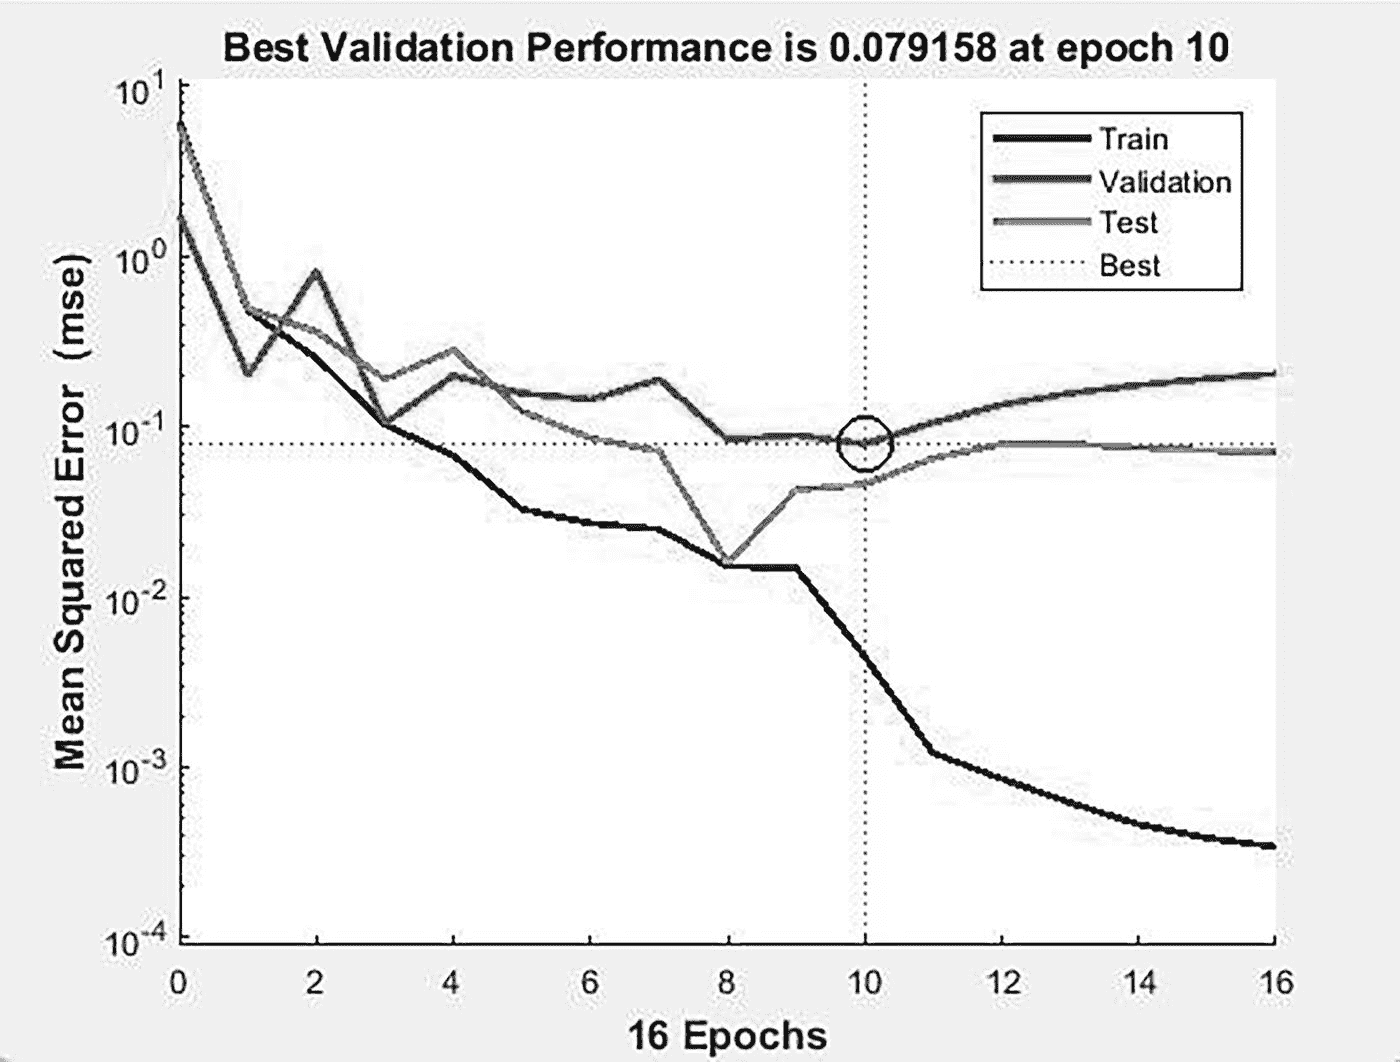 Best Validation Performance is 0.079158 at epoch 10
10^1
10^0
10^-1
10^-2
10^-3
10^-4
Mean Squared Error (mse)
Train
Validation
Test
Best
0 2 4 6 8 10 12 14 16
16 Epochs